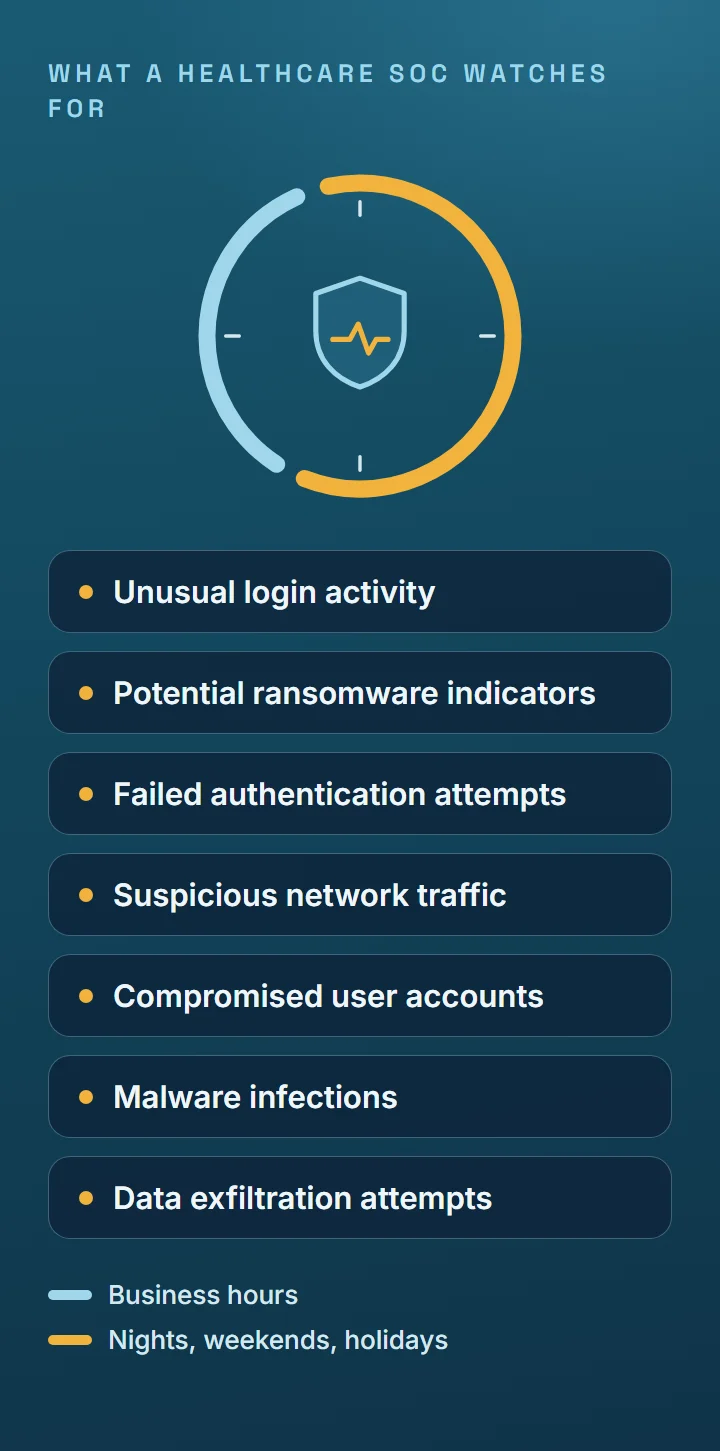 WHAT A HEALTHCARE SOC WATCHES
FOR
Unusual login activity
Potential ransomware indicators
Failed authentication attempts
Suspicious network traffic
Compromised user accounts
Malware infections
Data exfiltration attempts
Business hours
Nights, weekends, holidays